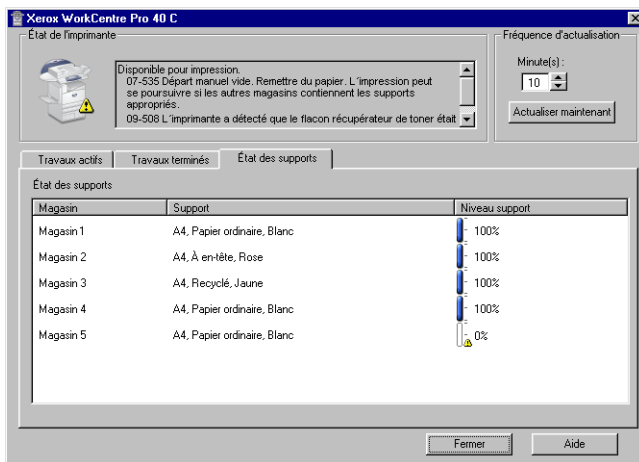 Xerox WorkCentre Pro 40 C
État de l'imprimante
Disponible pour impression.
07-535 Départ manuel vide. Remettre du papier. L´impression peut
se poursuivre si les autres magasins contiennent les supports
appropriés.
09-508 L´imprimante a détecté que le flacon récupérateur de toner était
Fréquence d'actualisation
Minute(s) :
10
Actualiser maintenant
Travaux actifs Travaux terminés État des supports
État des supports
Magasin Support Niveau support
Magasin 1 A4, Papier ordinaire, Blanc 100%
Magasin 2 A4, À en-tête, Rose 100%
Magasin 3 A4, Recyclé, Jaune 100%
Magasin 4 A4, Papier ordinaire, Blanc 100%
Magasin 5 A4, Papier ordinaire, Blanc 0%
Fermer Aide